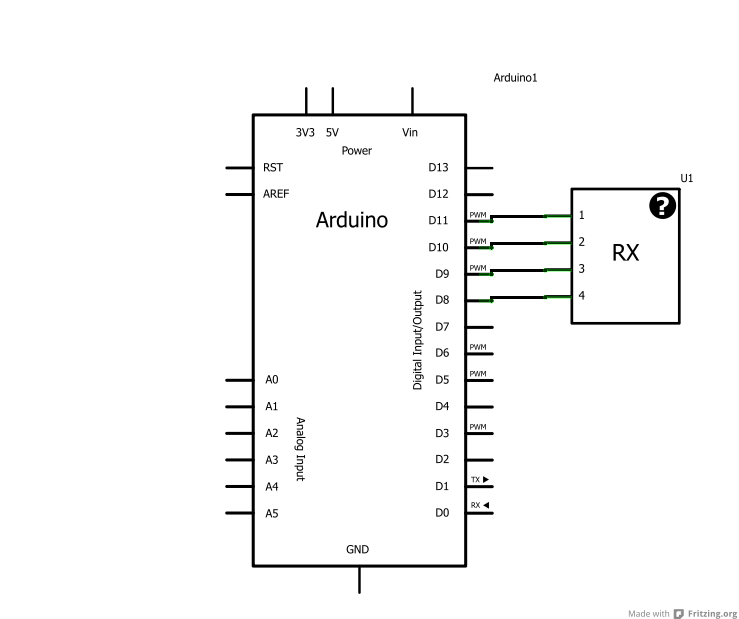 Arduino1
3V3 5V Vin
Power
RST D13
AREF D12
U1
Arduino
D11 PWM 1
D10 PWM 2
RX
D9 PWM 3
D8 4
?
Digital Input/Output
D7
D6 PWM
A0 D5 PWM
A1 D4
A2 D3 PWM
Analog Input
A3 D2
A4 D1 TX
A5 D0 RX
GND
Made with Fritzing.org